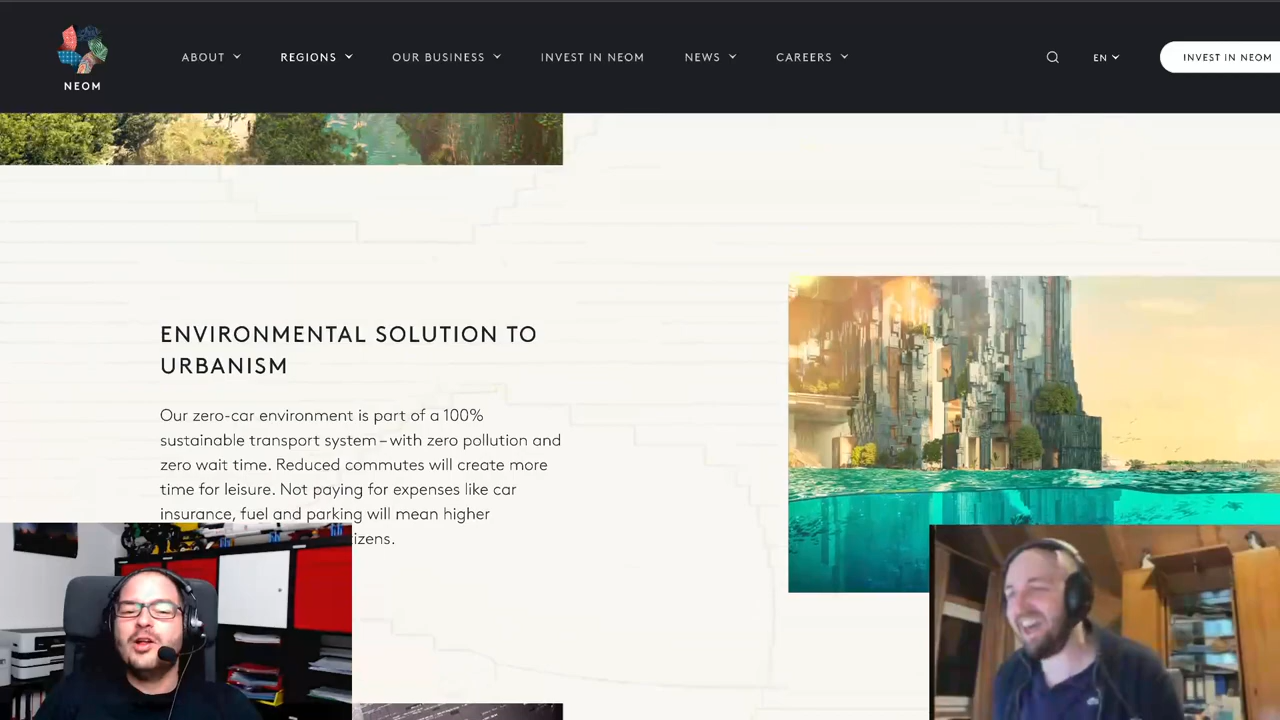 NEOM
ABOUT
REGIONS
OUR BUSINESS
INVEST IN NEOM
NEWS
CAREERS
EN
INVEST IN NEOM
ENVIRONMENTAL SOLUTION TO
URBANISM
Our zero-car environment is part of a 100%
sustainable transport system – with zero pollution and
zero wait time. Reduced commutes will create more
time for leisure. Not paying for expenses like car
insurance, fuel and parking will mean higher